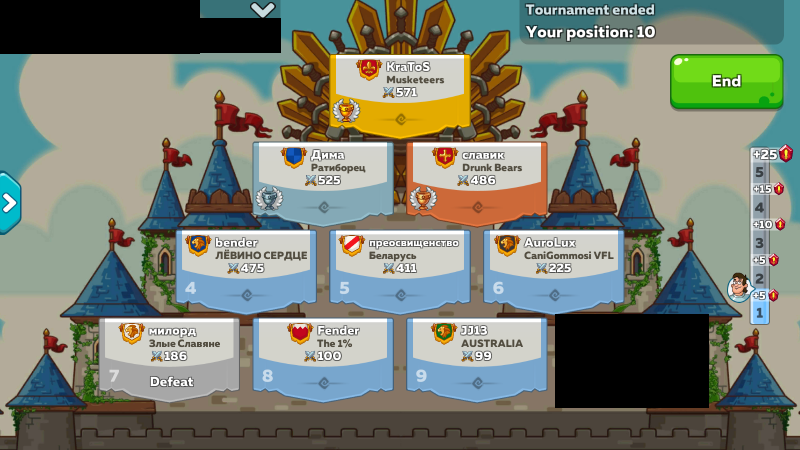 Tournament ended
Your position: 10
End
KraToS
Musketeers
571
Дима
Ратиборец
525
славик
Drunk Bears
486
bender
ЛЁВИНО СЕРДЦЕ
475
4
преосвищенство
Беларусь
411
5
AuroLux
CaniGommosi VFL
225
6
милорд
Злые Славяне
186
7
Defeat
Fender
The 1%
100
8
JJ13
AUSTRALIA
99
9
+25
5
+15
4
+10
3
+5
2
+5
1